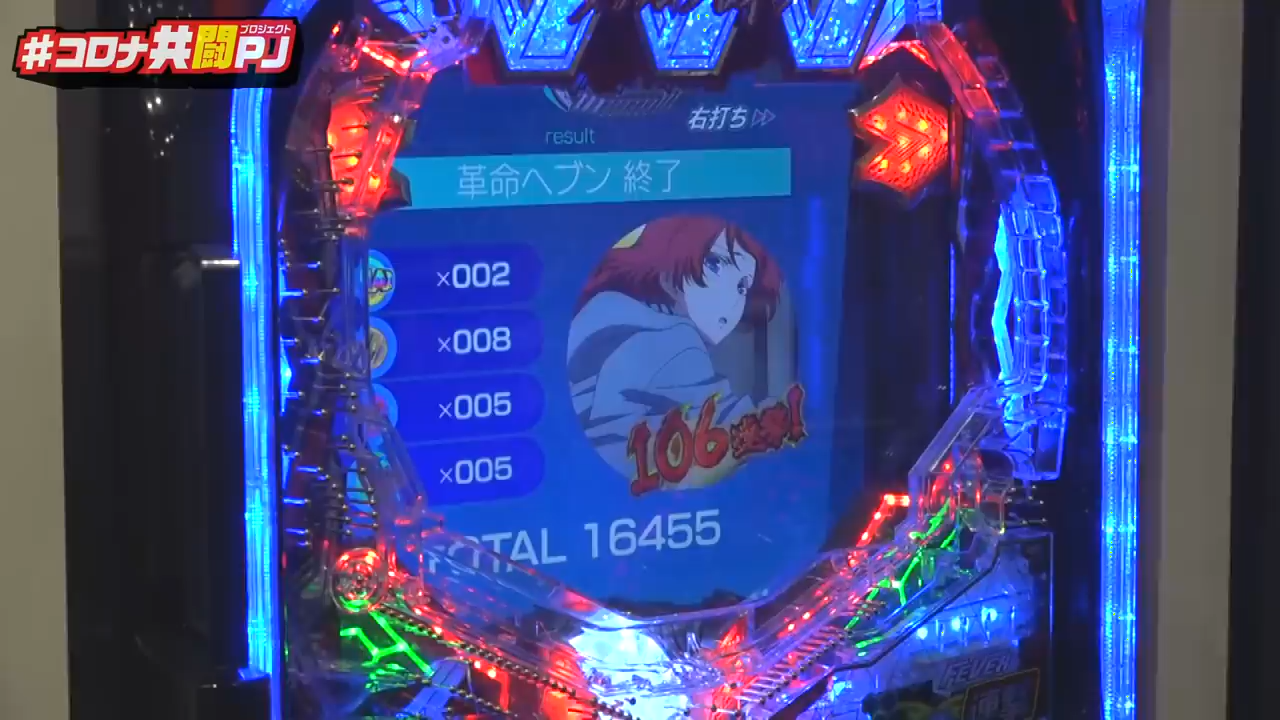 プロジェクト
#コロナ共闘PJ
右打ち
result
革命ヘブン 終了
×002
×008
×005
×005
106連撃!
TOTAL 16455
FEVER